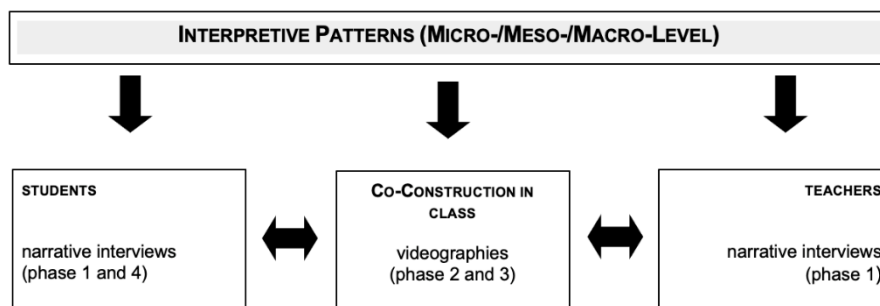 INTERPRETIVE PATTERNS (MICRO-/MESO-/MACRO-LEVEL)
STUDENTS
narrative interviews
(phase 1 and 4)
CO-CONSTRUCTION IN
CLASS
videographies
(phase 2 and 3)
TEACHERS
narrative interviews
(phase 1)